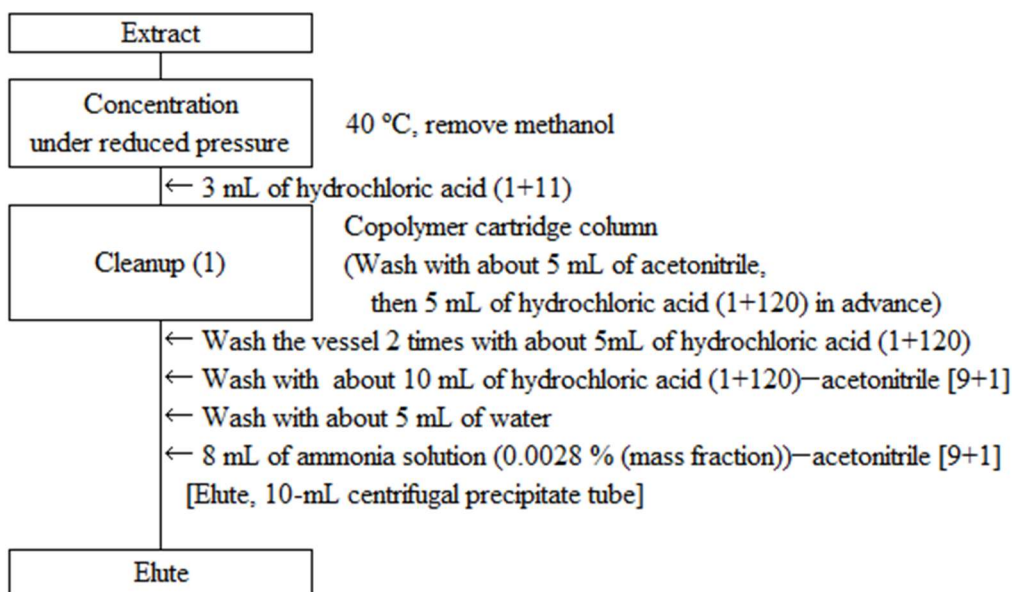 Extract
Concentration
under reduced pressure
40 °C, remove methanol
← 3 mL of hydrochloric acid (1+11)
Cleanup (1)
Copolymer cartridge column
(Wash with about 5 mL of acetonitrile,
then 5 mL of hydrochloric acid (1+120) in advance)
← Wash the vessel 2 times with about 5mL of hydrochloric acid (1+120)
← Wash with about 10 mL of hydrochloric acid (1+120)−acetonitrile [9+1]
← Wash with about 5 mL of water
← 8 mL of ammonia solution (0.0028 % (mass fraction))−acetonitrile [9+1]
[Elute, 10-mL centrifugal precipitate tube]
Elute